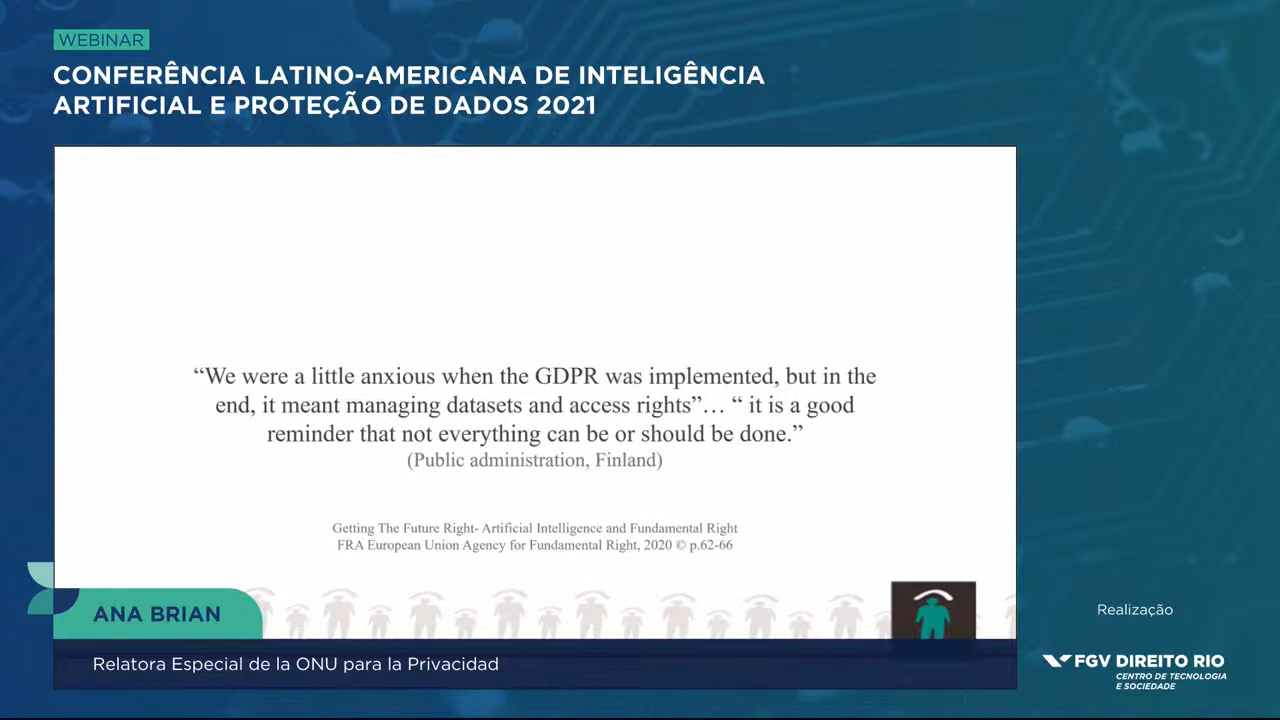 WEBINAR
CONFERÊNCIA LATINO-AMERICANA DE INTELIGÊNCIA
ARTIFICIAL E PROTEÇÃO DE DADOS 2021
“We were a little anxious when the GDPR was implemented, but in the
end, it meant managing datasets and access rights”… “ it is a good
reminder that not everything can be or should be done.”
(Public administration, Finland)
Getting The Future Right- Artificial Intelligence and Fundamental Right
FRA European Union Agency for Fundamental Right, 2020 © p.62-66
ANA BRIAN
Relatora Especial de la ONU para la Privacidad
Realização
FGV DIREITO RIO
CENTRO DE TECNOLOGIA
E SOCIEDADE